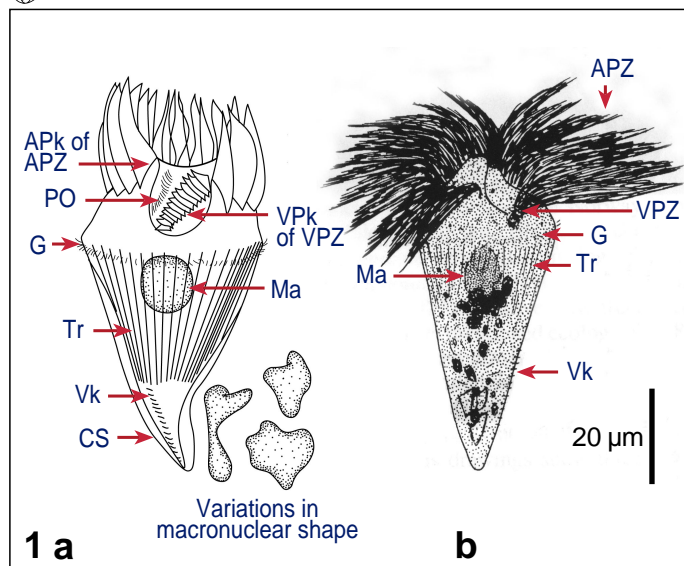 APk of
APZ
PO
G
Tr
Vk
CS
VPk
of VPZ
Ma
Variations in
macronuclear shape
1 a
APZ
VPZ
G
Tr
Ma
Vk
20 µm
b